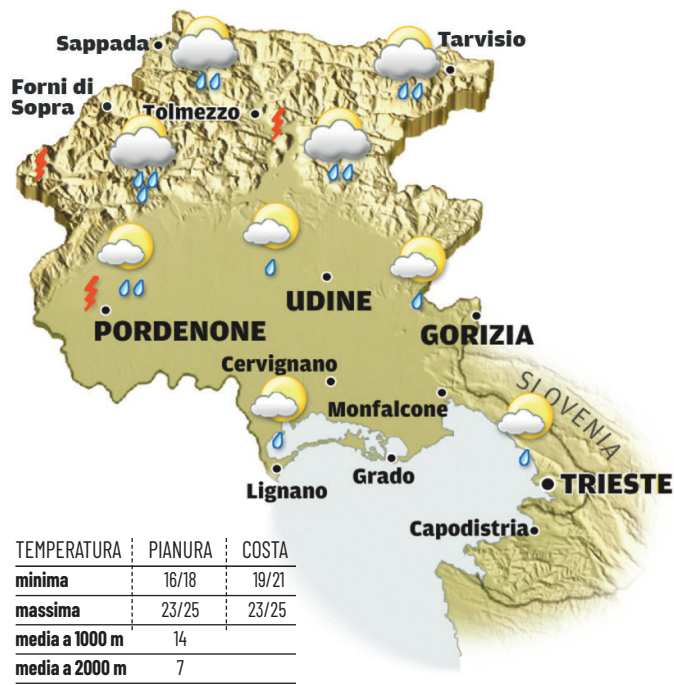 Sappada
Tarvisio
Forni di
Sopra
Tolmezzo
UDINE
PORDENONE
GORIZIA
Cervignano
SLOVENIA
Monfalcone
Grado
Lignano
TRIESTE
Capodistria
TEMPERATURA PIANURA COSTA
minima 16/18 19/21
massima 23/25 23/25
media a 1000 m 14
media a 2000 m 7